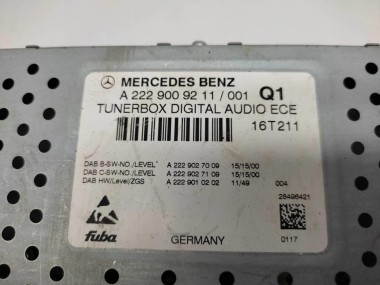 MERCEDES BENZ
A 222 900 92 11 / 001 Q1
TUNERBOX DIGITAL AUDIO ECE
16T211
DAB B-SW-NO./LEVEL A 222 902 70 09 15/15/00
DAB C-SW-NO./LEVEL A 222 902 71 09 15/15/00
DAB HW/Level/ZGS A 222 901 02 02 11/49 004
28496421
fuba GERMANY 0117